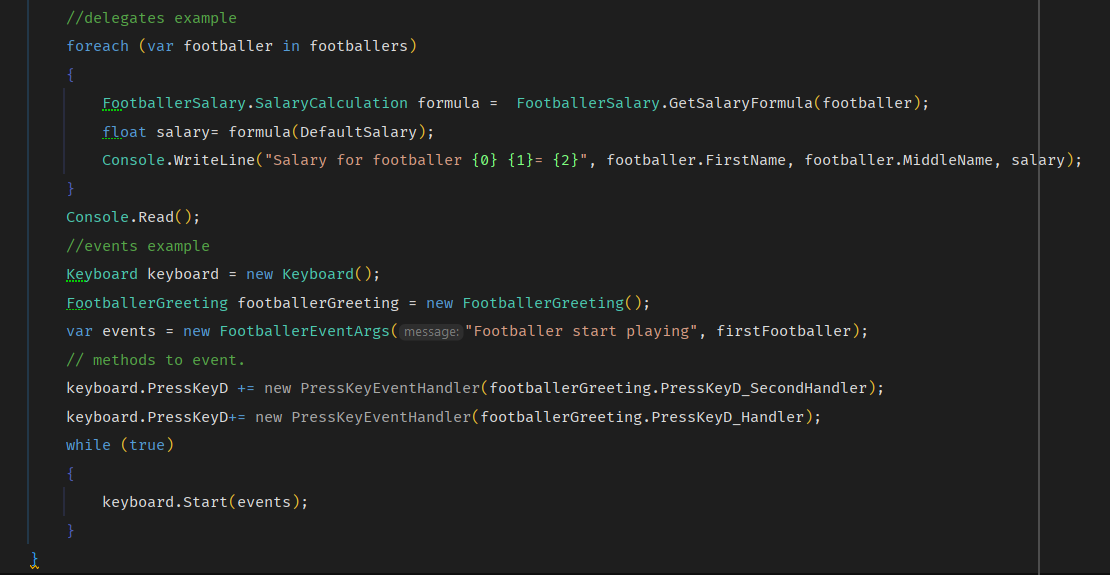 //delegates example
foreach (var footballer in footballers)
{
FootballerSalary.SalaryCalculation formula =  FootballerSalary.GetSalaryFormula(footballer);
float salary= formula(DefaultSalary);
Console.WriteLine("Salary for footballer {0} {1}= {2}", footballer.FirstName, footballer.MiddleName, salary);
}
Console.Read();
//events example
Keyboard keyboard = new Keyboard();
FootballerGreeting footballerGreeting = new FootballerGreeting();
var events = new FootballerEventArgs( message: "Footballer start playing", firstFootballer);
// methods to event.
keyboard.PressKeyD += new PressKeyEventHandler(footballerGreeting.PressKeyD_SecondHandler);
keyboard.PressKeyD+= new PressKeyEventHandler(footballerGreeting.PressKeyD_Handler);
while (true)
{
keyboard.Start(events);
}
}